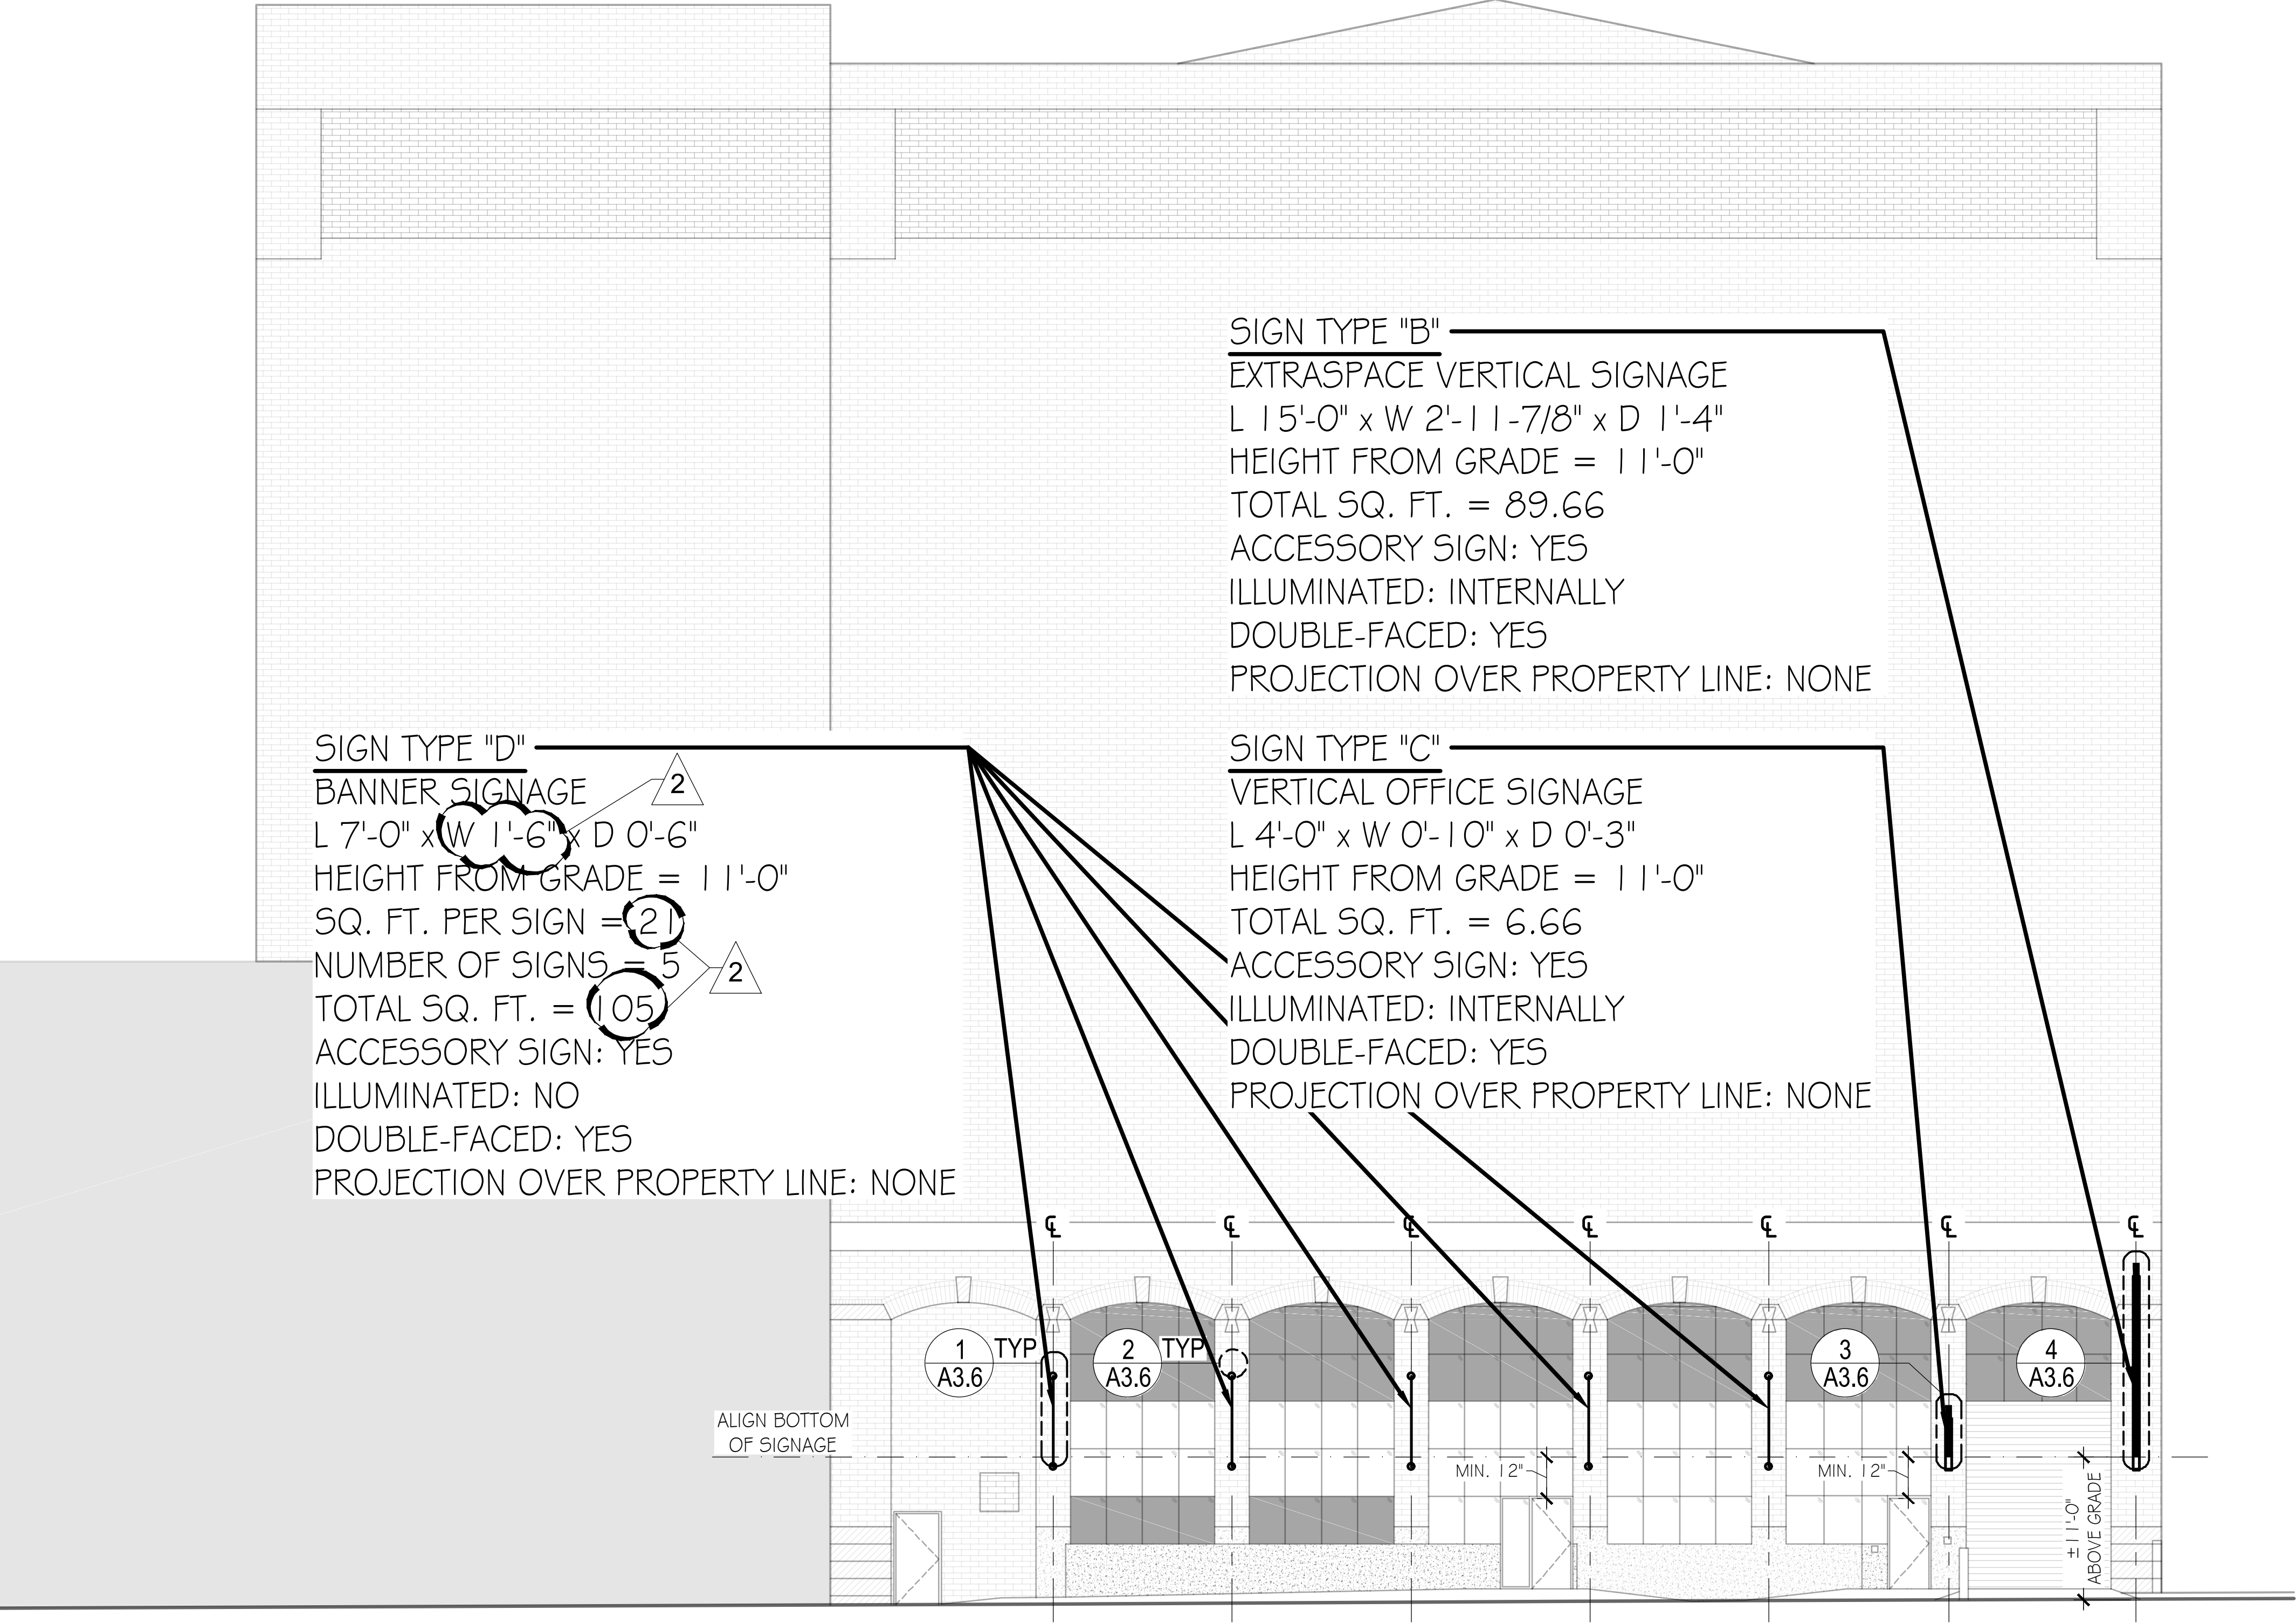 SIGN TYPE "B"
EXTRASPACE VERTICAL SIGNAGE
L 15'-0" x W 2'-11-7/8" x D 1'-4"
HEIGHT FROM GRADE = 11'-0"
TOTAL SQ. FT. = 89.66
ACCESSORY SIGN: YES
ILLUMINATED: INTERNALLY
DOUBLE-FACED: YES
PROJECTION OVER PROPERTY LINE: NONE
SIGN TYPE "D"
BANNER SIGNAGE
2
L 7'-0" x W 1'-6" x D 0'-6"
HEIGHT FROM GRADE = 11'-0"
SQ. FT. PER SIGN = 21
NUMBER OF SIGNS = 5
2
TOTAL SQ. FT. = 105
ACCESSORY SIGN: YES
ILLUMINATED: NO
DOUBLE-FACED: YES
PROJECTION OVER PROPERTY LINE: NONE
SIGN TYPE "C"
VERTICAL OFFICE SIGNAGE
L 4'-0" x W 0'-10" x D 0'-3"
HEIGHT FROM GRADE = 11'-0"
TOTAL SQ. FT. = 6.66
ACCESSORY SIGN: YES
ILLUMINATED: INTERNALLY
DOUBLE-FACED: YES
PROJECTION OVER PROPERTY LINE: NONE
℄ ℄ ℄ ℄ ℄ ℄ ℄
1
A3.6
TYP
2
A3.6
TYP
3
A3.6
4
A3.6
ALIGN BOTTOM
OF SIGNAGE
MIN. 12"
MIN. 12"
±11'-0"
ABOVE GRADE